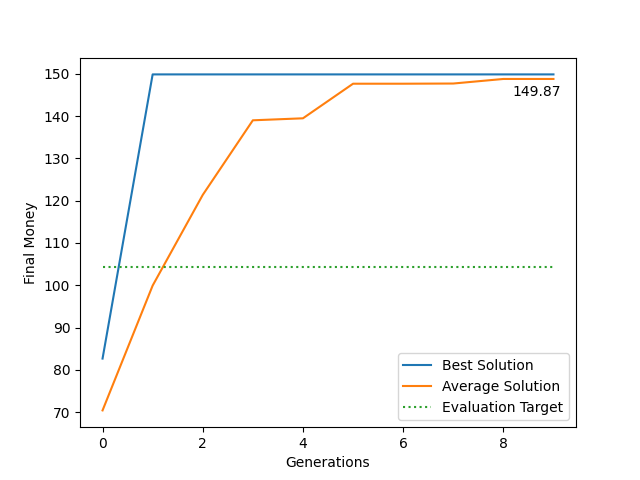 150
140
130
120
110
100
90
80
70
Final Money
149.87
Best Solution
Average Solution
Evaluation Target
0 2 4 6 8
Generations